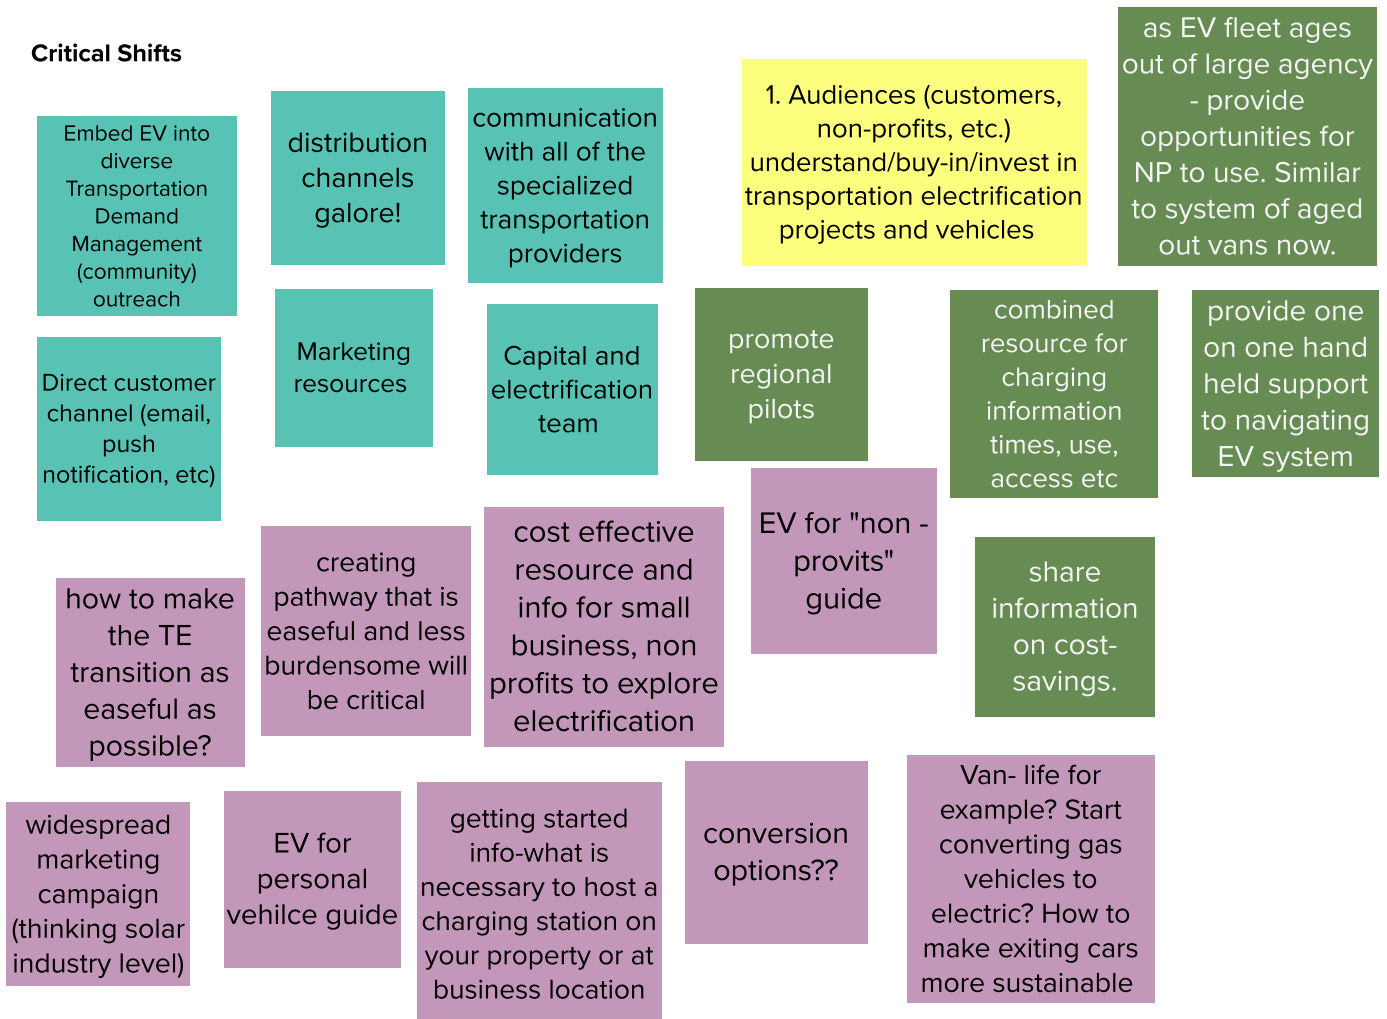 Critical Shifts
Embed EV into
diverse
Transportation
Demand
Management
(community)
outreach
distribution
channels
galore!
communication
with all of the
specialized
transportation
providers
1. Audiences (customers,
non-profits, etc.)
understand/buy-in/invest in
transportation electrification
projects and vehicles
as EV fleet ages
out of large agency
- provide
opportunities for
NP to use. Similar
to system of aged
out vans now.
Direct customer
channel (email,
push
notification, etc)
Marketing
resources
Capital and
electrification
team
promote
regional
pilots
combined
resource for
charging
information
times, use,
access etc
provide one
on one hand
held support
to navigating
EV system
how to make
the TE
transition as
easeful as
possible?
creating
pathway that is
easeful and less
burdensome will
be critical
cost effective
resource and
info for small
business, non
profits to explore
electrification
EV for "non -
provits"
guide
share
information
on cost-
savings.
widespread
marketing
campaign
(thinking solar
industry level)
EV for
personal
vehilce guide
getting started
info-what is
necessary to host a
charging station on
your property or at
business location
conversion
options??
Van- life for
example? Start
converting gas
vehicles to
electric? How to
make exiting cars
more sustainable